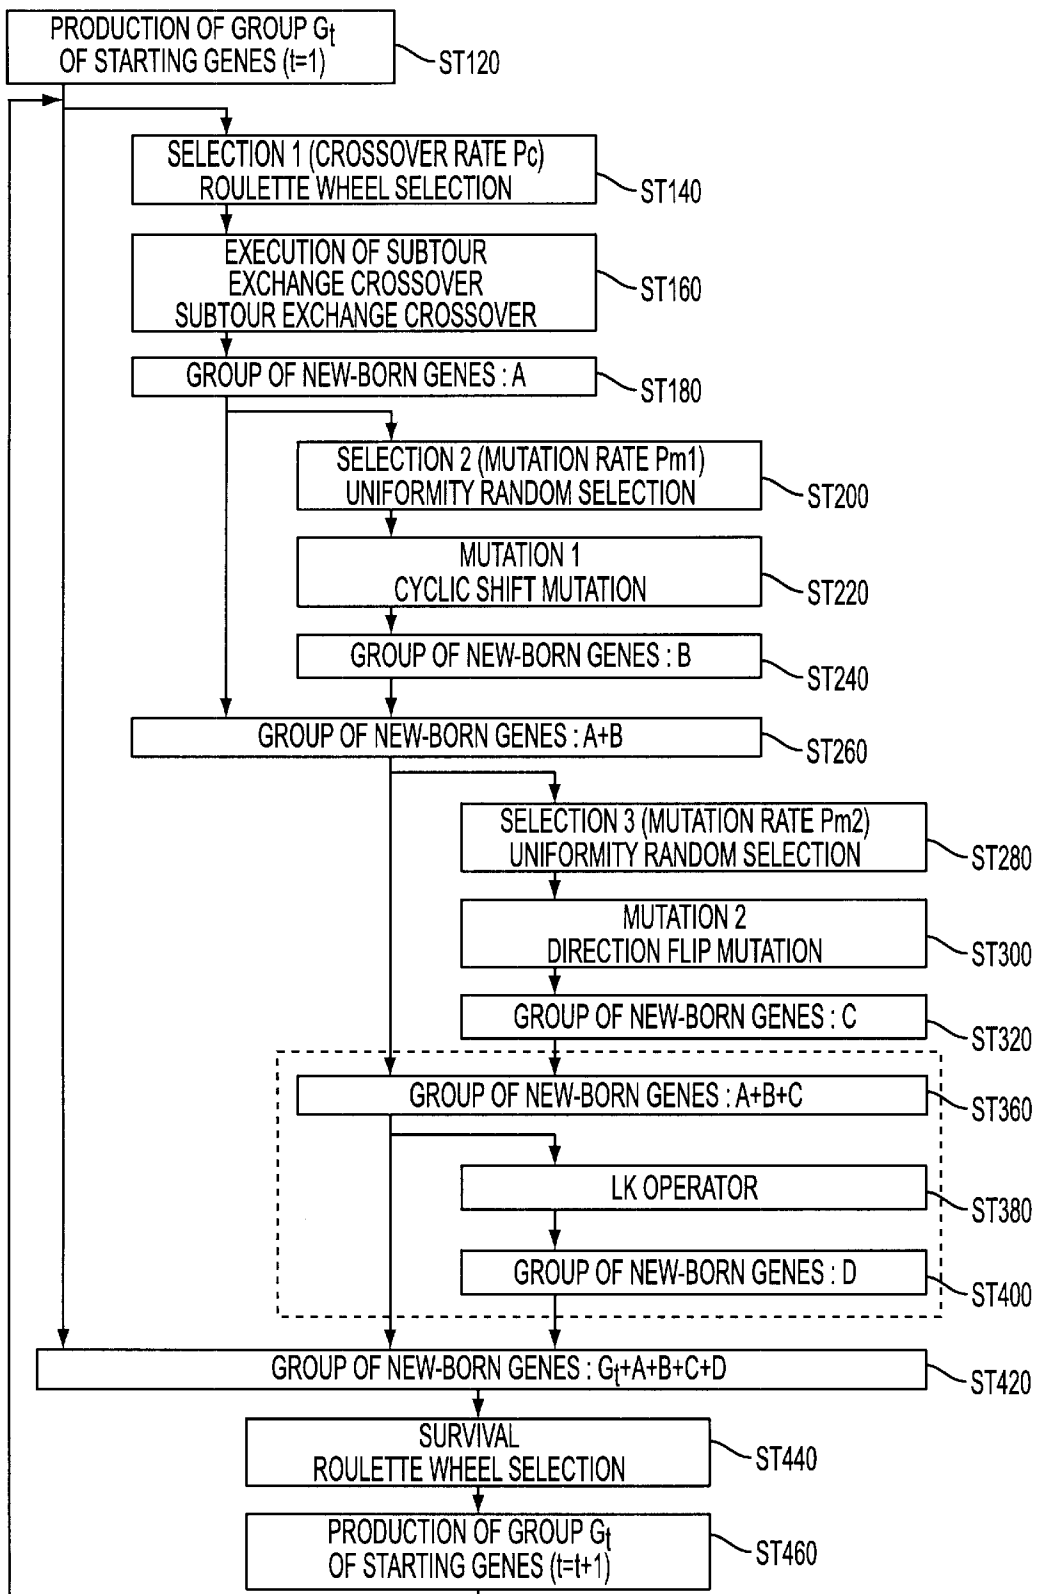 PRODUCTION OF GROUP Gt
OF STARTING GENES (t=1)
ST120
SELECTION 1 (CROSSOVER RATE Pc)
ROULETTE WHEEL SELECTION
ST140
EXECUTION OF SUBTOUR
EXCHANGE CROSSOVER
SUBTOUR EXCHANGE CROSSOVER
ST160
GROUP OF NEW-BORN GENES : A
ST180
SELECTION 2 (MUTATION RATE Pm1)
UNIFORMITY RANDOM SELECTION
ST200
MUTATION 1
CYCLIC SHIFT MUTATION
ST220
GROUP OF NEW-BORN GENES : B
ST240
GROUP OF NEW-BORN GENES : A+B
ST260
SELECTION 3 (MUTATION RATE Pm2)
UNIFORMITY RANDOM SELECTION
ST280
MUTATION 2
DIRECTION FLIP MUTATION
ST300
GROUP OF NEW-BORN GENES : C
ST320
GROUP OF NEW-BORN GENES : A+B+C
ST360
LK OPERATOR
ST380
GROUP OF NEW-BORN GENES : D
ST400
GROUP OF NEW-BORN GENES : Gt+A+B+C+D
ST420
SURVIVAL
ROULETTE WHEEL SELECTION
ST440
PRODUCTION OF GROUP Gt
OF STARTING GENES (t=t+1)
ST460